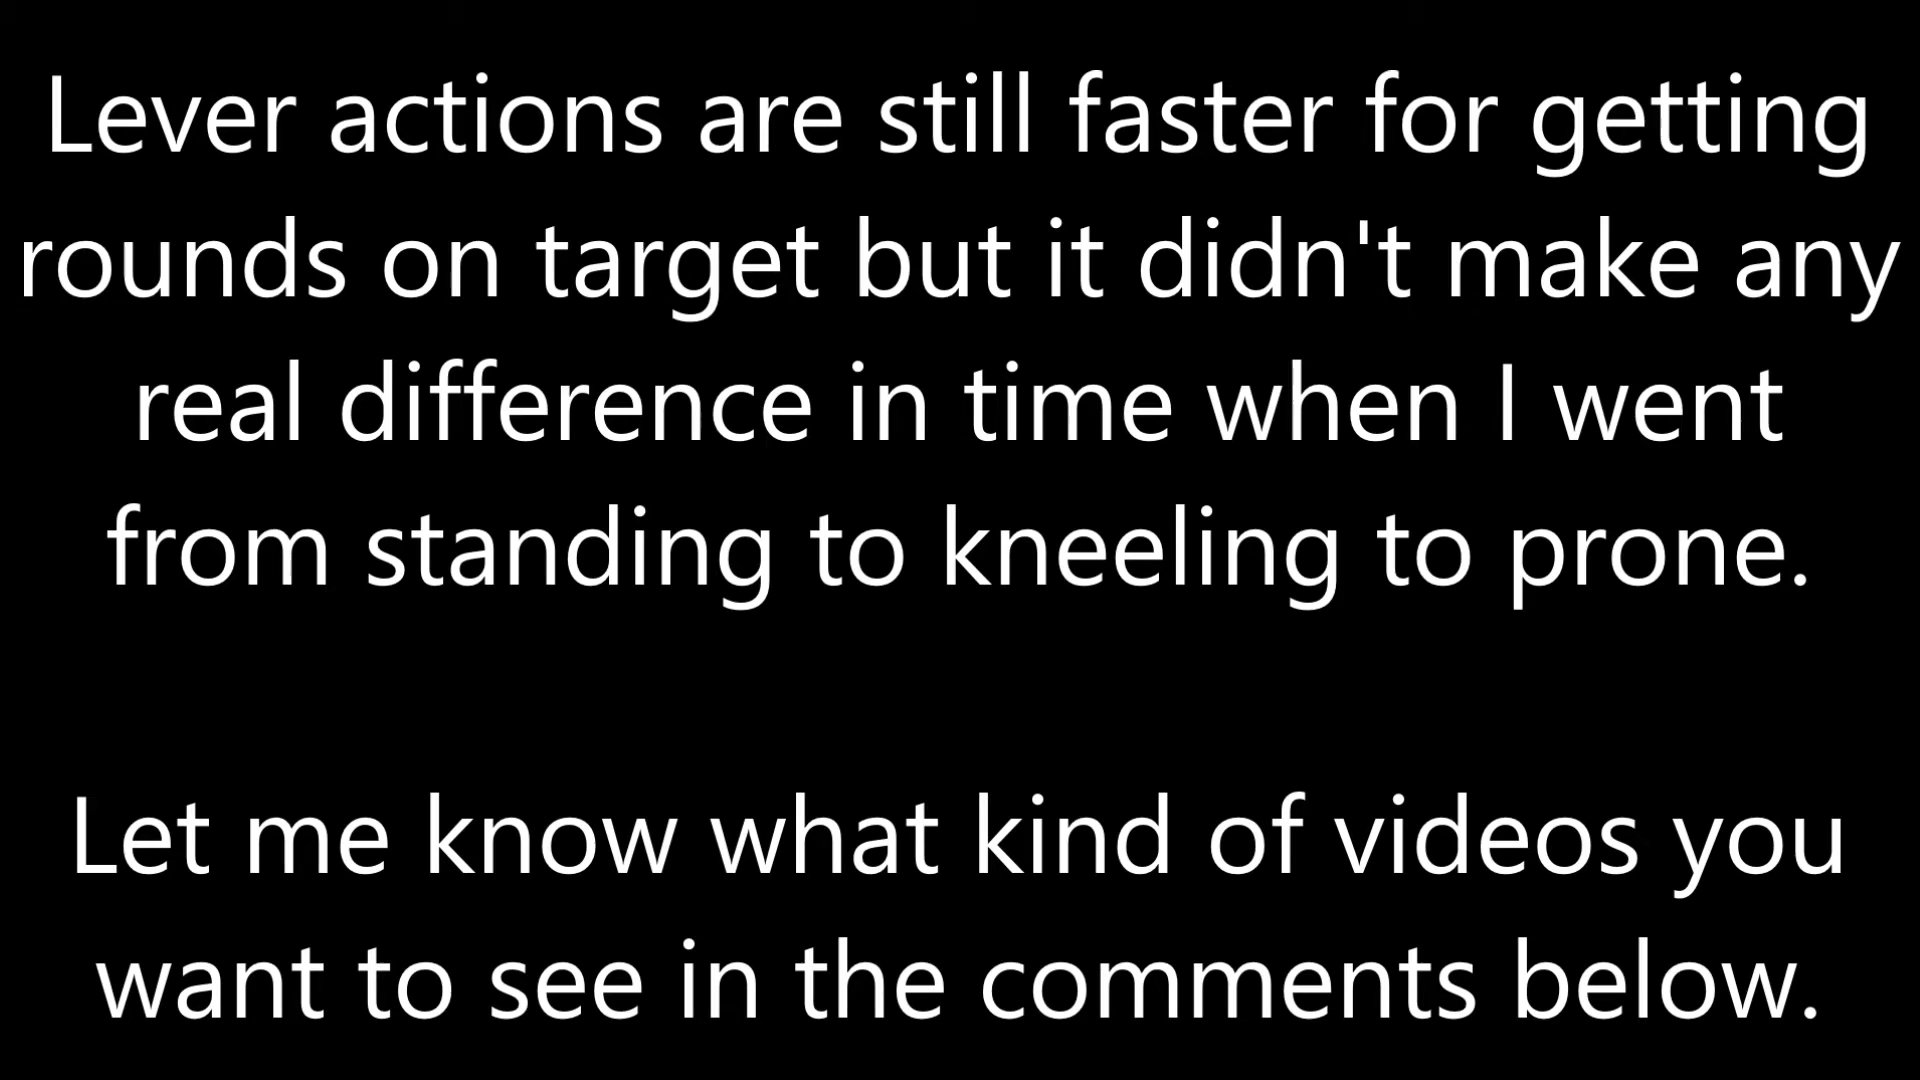 Lever actions are still faster for getting
rounds on target but it didn't make any
real difference in time when I went
from standing to kneeling to prone.
Let me know what kind of videos you
want to see in the comments below.